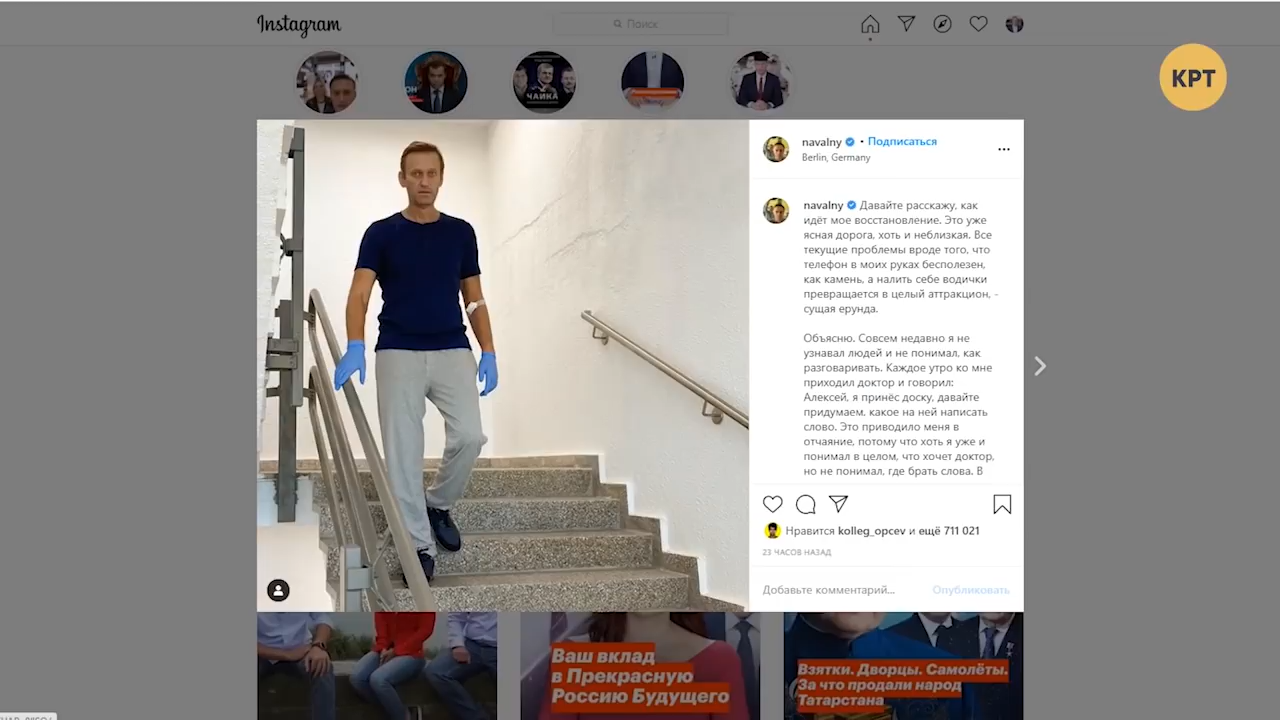 Instagram
Поиск
КРТ
ЧАЙКА
navalny • Подписаться
Berlin, Germany
navalny Давайте расскажу, как
идёт мое восстановление. Это уже
ясная дорога, хоть и неблизкая. Все
текущие проблемы вроде того, что
телефон в моих руках бесполезен,
как камень, а налить себе водички
превращается в целый аттракцион, -
сущая ерунда.
Объясню. Совсем недавно я не
узнавал людей и не понимал, как
разговаривать. Каждое утро ко мне
приходил доктор и говорил:
Алексей, я принёс доску, давайте
придумаем, какое на ней написать
слово. Это приводило меня в
отчаяние, потому что хоть я уже и
понимал в целом, что хочет доктор,
но не понимал, где брать слова. В
Нравится kolleg_opcev и ещё 711 021
23 ЧАСОВ НАЗАД
Добавьте комментарий...
Опубликовать
Ваш вклад
в Прекрасную
Россию Будущего
Взятки. Дворцы. Самолёты.
За что продали народ
Татарстана